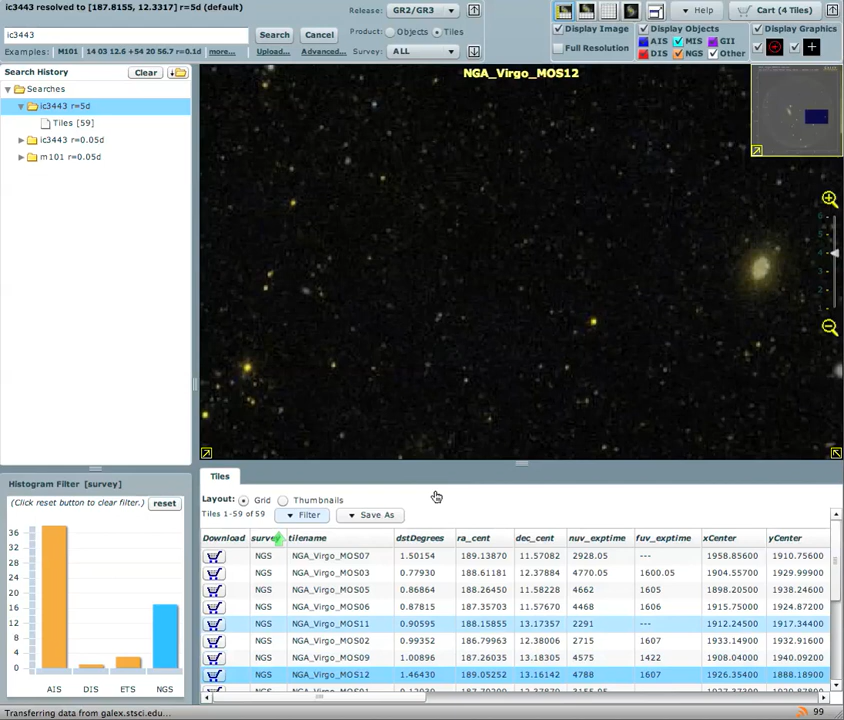 ic3443 resolved to [187.8155, 12.3317] r=5d (default)
Release: GR2/GR3
Help
Cart (4 Tiles)
ic3443
Search
Cancel
Product: Objects Tiles
Display Image
Display Objects
Display Graphics
Examples: M101 14 03 12.6 +54 20 56.7 r=0.1d more... Upload... Advanced...
Survey: ALL
Full Resolution
AIS MIS GII
DIS NGS Other
Search History
Clear
Searches
ic3443 r=5d
Tiles [59]
ic3443 r=0.05d
m101 r=0.05d
NGA_Virgo_MOS12
6
5
4
3
2
1
Histogram Filter [survey]
(Click reset button to clear filter.) reset
36
32
28
24
20
16
12
8
4
0
AIS DIS ETS NGS
Tiles
Layout: Grid Thumbnails
Tiles 1-59 of 59 Filter Save As
Download survey tilename dstDegrees ra_cent dec_cent nuv_exptime fuv_exptime xCenter yCenter
NGS NGA_Virgo_MOS07 1.50154 189.13870 11.57082 2928.05 --- 1958.85600 1910.75600
NGS NGA_Virgo_MOS03 0.77930 188.61181 12.37884 4770.05 1600.05 1904.55700 1929.99900
NGS NGA_Virgo_MOS05 0.86864 188.26450 11.58228 4662 1605 1898.20500 1938.24600
NGS NGA_Virgo_MOS06 0.87815 187.35703 11.57670 4468 1606 1915.75000 1924.87200
NGS NGA_Virgo_MOS11 0.90595 188.15855 13.17357 2291 --- 1912.24500 1917.34400
NGS NGA_Virgo_MOS02 0.99352 186.79963 12.38006 2715 1607 1933.14900 1932.91600
NGS NGA_Virgo_MOS09 1.00896 187.26035 13.18305 4575 1422 1908.04000 1940.09200
NGS NGA_Virgo_MOS12 1.46430 189.05252 13.16142 4788 1607 1926.35400 1888.18900
Transferring data from galex.stsci.edu...
99